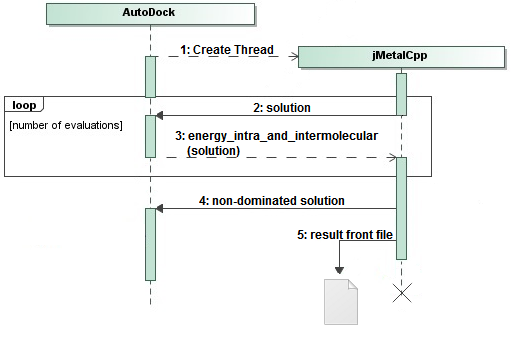 AutoDock
1: Create Thread
jMetalCpp
loop
2: solution
[number of evaluations]
3: energy_intra_and_intermolecular
(solution)
4: non-dominated solution
5: result front file